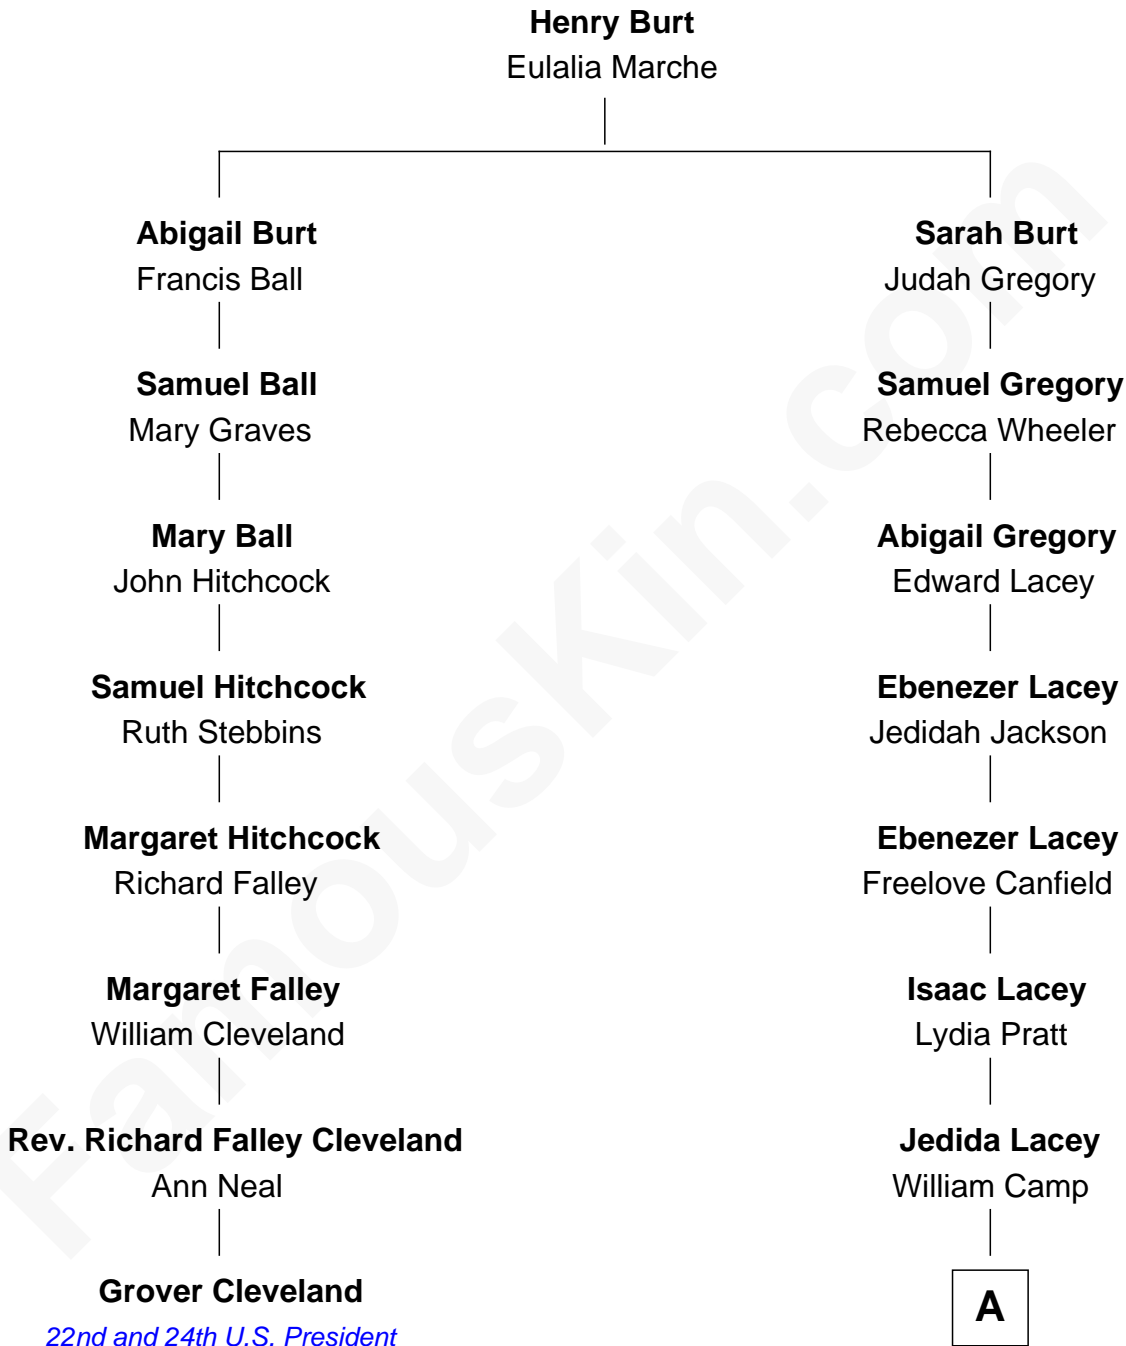 Henry Burt
Eulalia Marche
Abigail Burt
Francis Ball
Sarah Burt
Judah Gregory
Samuel Ball
Mary Graves
Samuel Gregory
Rebecca Wheeler
Mary Ball
John Hitchcock
Abigail Gregory
Edward Lacey
Samuel Hitchcock
Ruth Stebbins
Ebenezer Lacey
Jedidah Jackson
Margaret Hitchcock
Richard Falley
Ebenezer Lacey
Freelove Canfield
Margaret Falley
William Cleveland
Isaac Lacey
Lydia Pratt
Rev. Richard Falley Cleveland
Ann Neal
Jedida Lacey
William Camp
Grover Cleveland
22nd and 24th U.S. President
A
FamousKin.com